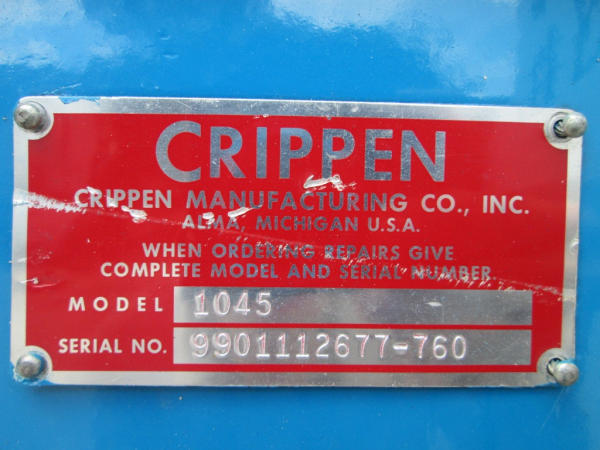 CRIPPEN
CRIPPEN MANUFACTURING CO., INC.
ALMA, MICHIGAN U.S.A.
WHEN ORDERING REPAIRS GIVE
COMPLETE MODEL AND SERIAL NUMBER
MODEL 1045
SERIAL NO. 9901112677-760